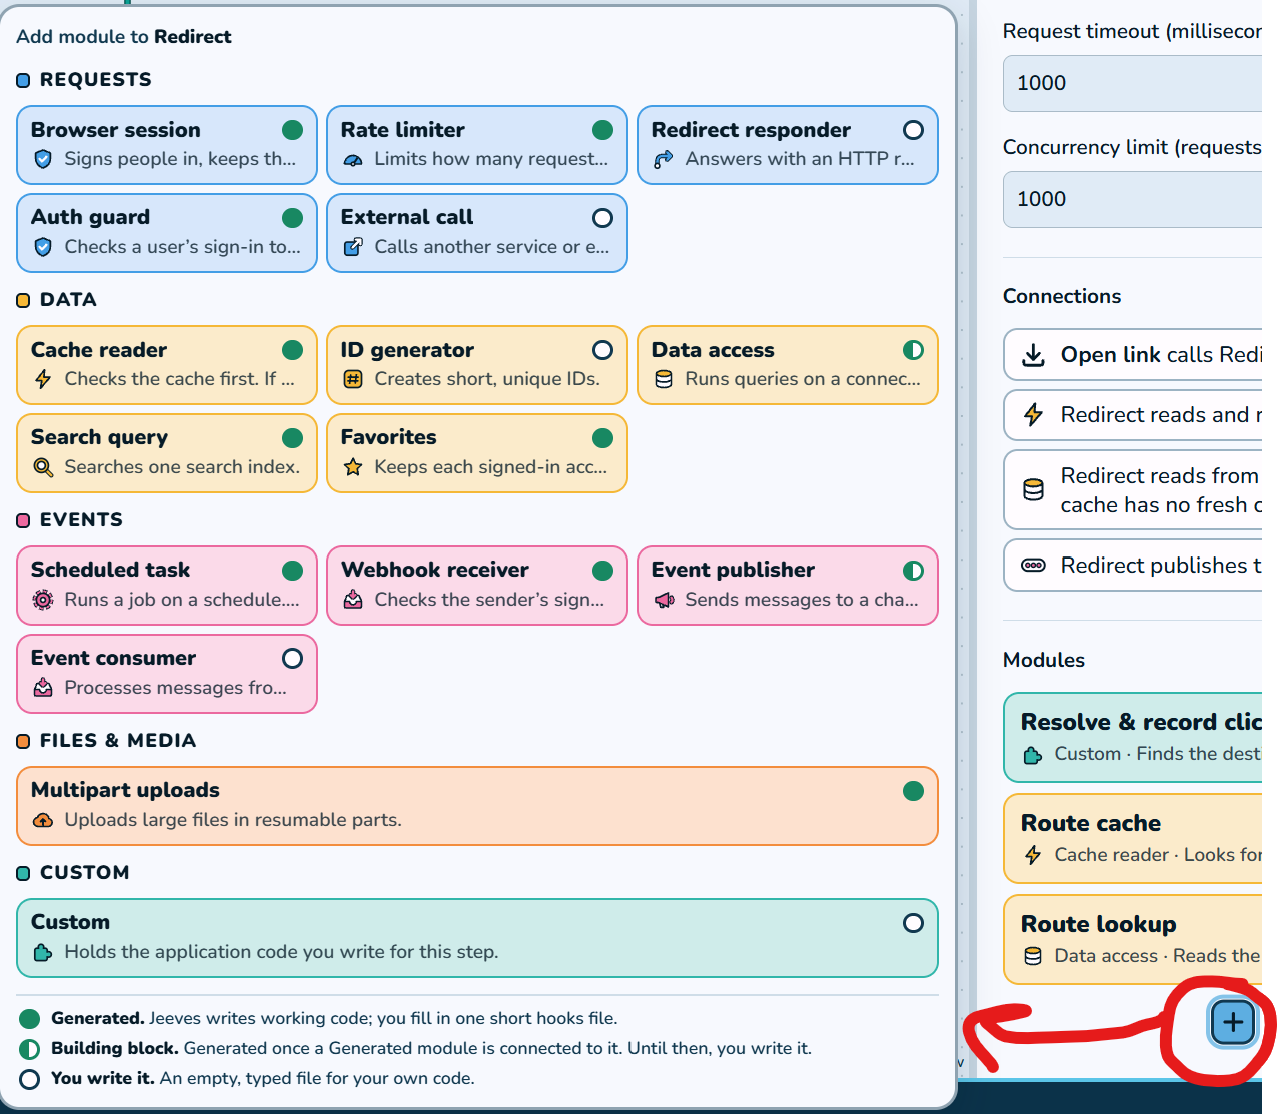 Add module to Redirect
REQUESTS
Browser session
Signs people in, keeps th...
Rate limiter
Limits how many request...
Redirect responder
Answers with an HTTP r...
Auth guard
Checks a user’s sign-in to...
External call
Calls another service or e...
DATA
Cache reader
Checks the cache first. If ...
ID generator
Creates short, unique IDs.
Data access
Runs queries on a connec...
Search query
Searches one search index.
Favorites
Keeps each signed-in acc...
EVENTS
Scheduled task
Runs a job on a schedule....
Webhook receiver
Checks the sender’s sign...
Event publisher
Sends messages to a cha...
Event consumer
Processes messages fro...
FILES & MEDIA
Multipart uploads
Uploads large files in resumable parts.
CUSTOM
Custom
Holds the application code you write for this step.
Generated. Jeeves writes working code; you fill in one short hooks file.
Building block. Generated once a Generated module is connected to it. Until then, you write it.
You write it. An empty, typed file for your own code.
Request timeout (millisecon
1000
Concurrency limit (requests
1000
Connections
Open link calls Redi
Redirect reads and r
Redirect reads from
cache has no fresh c
Redirect publishes t
Modules
Resolve & record clic
Custom · Finds the desti
Route cache
Cache reader · Looks for
Route lookup
Data access · Reads the